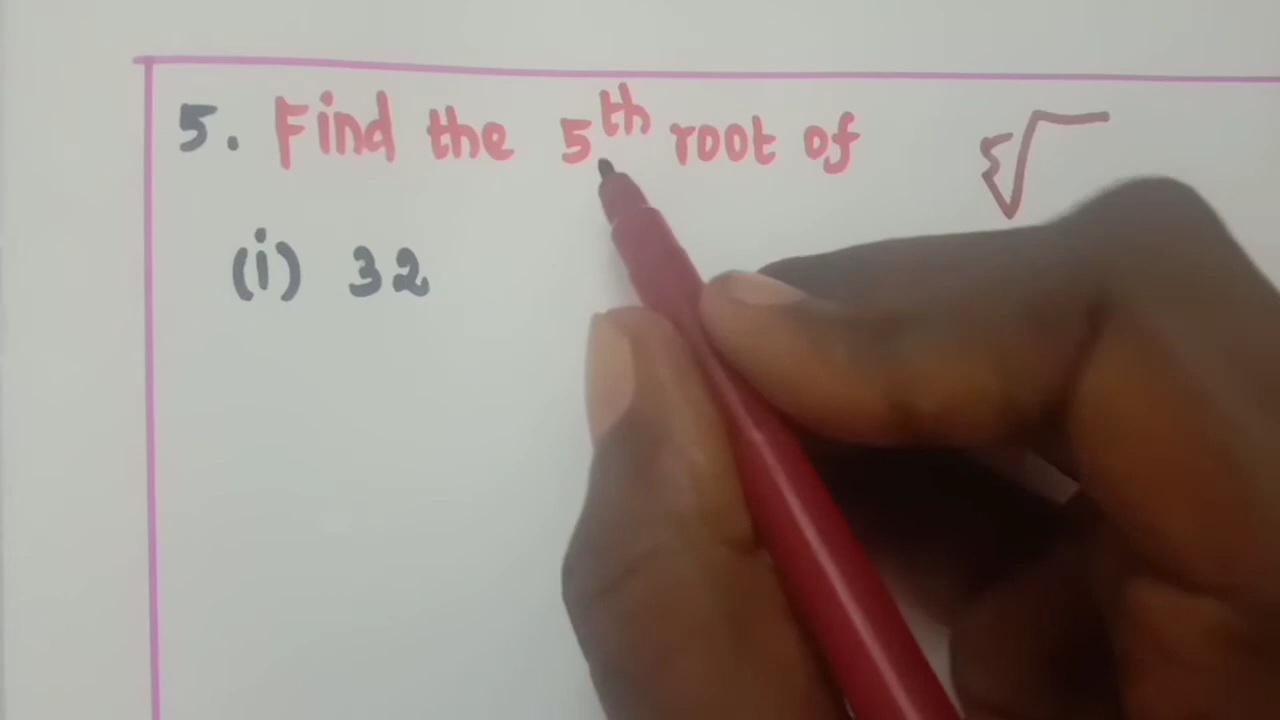 5. Find the 5th root of ⁵√
(i) 32